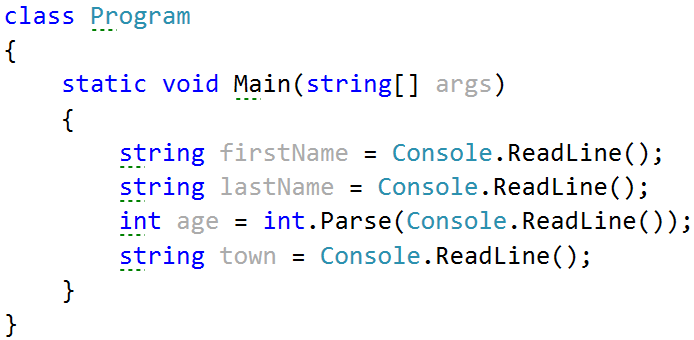 class Program
{
    static void Main(string[] args)
    {
        string firstName = Console.ReadLine();
        string lastName = Console.ReadLine();
        int age = int.Parse(Console.ReadLine());
        string town = Console.ReadLine();
    }
}